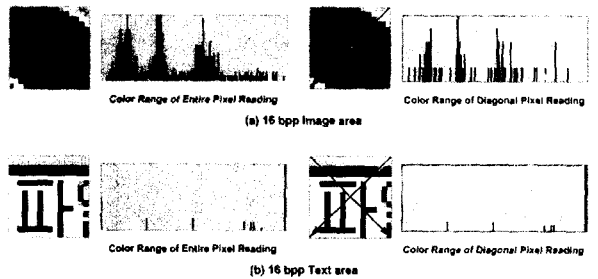 Color Range of Entire Pixel Reading
Color Range of Diagonal Pixel Reading
(a) 16 bpp Image area
Color Range of Entire Pixel Reading
Color Range of Diagonal Pixel Reading
(b) 16 bpp Text area